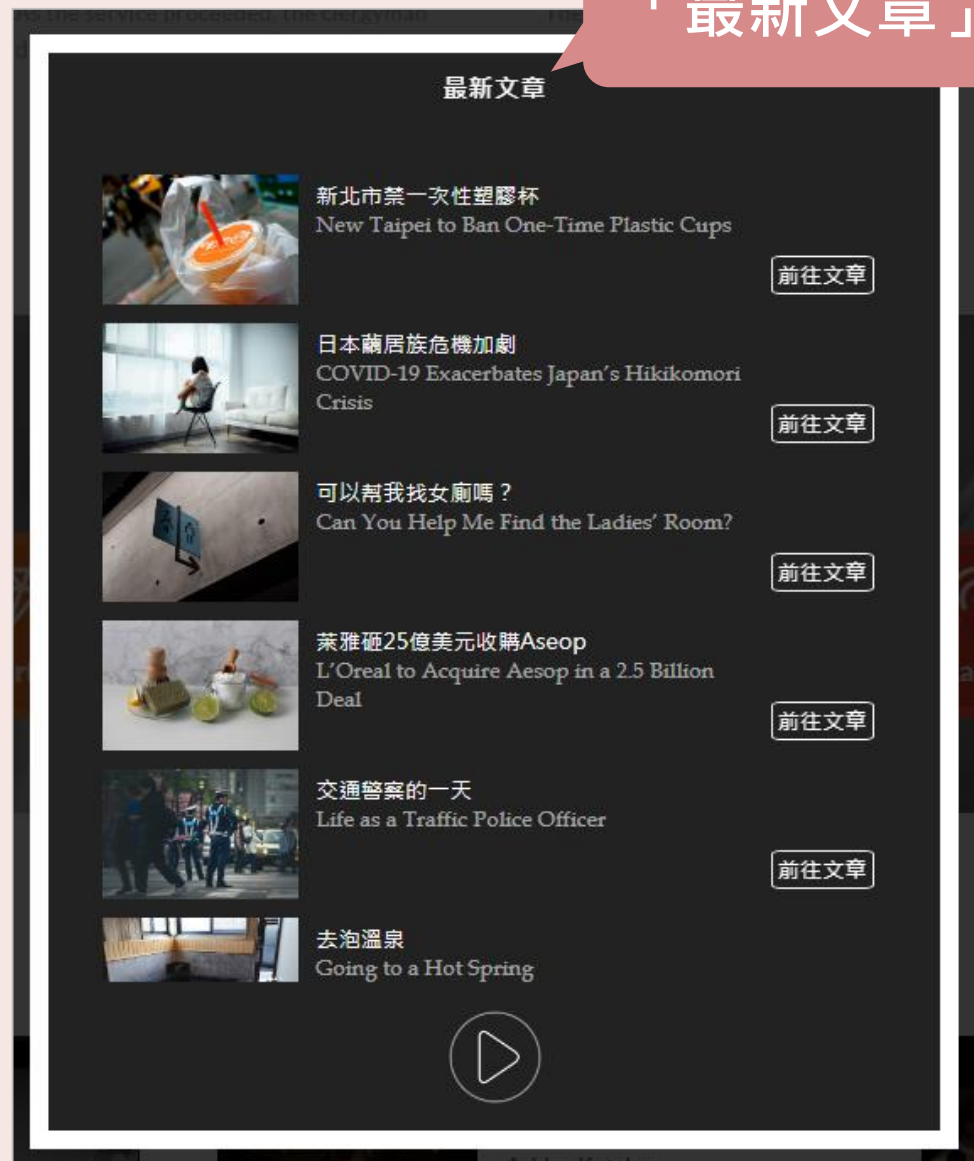 As the service proceeded, the clergyman
「最新文章」
最新文章
新北市禁一次性塑膠杯
New Taipei to Ban One-Time Plastic Cups
前往文章
日本繭居族危機加劇
COVID-19 Exacerbates Japan's Hikikomori
Crisis
前往文章
可以幫我找女廁嗎？
Can You Help Me Find the Ladies' Room?
前往文章
萊雅砸25億美元收購Aseop
L'Oreal to Acquire Aesop in a 2.5 Billion
Deal
前往文章
交通警察的一天
Life as a Traffic Police Officer
前往文章
去泡溫泉
Going to a Hot Spring